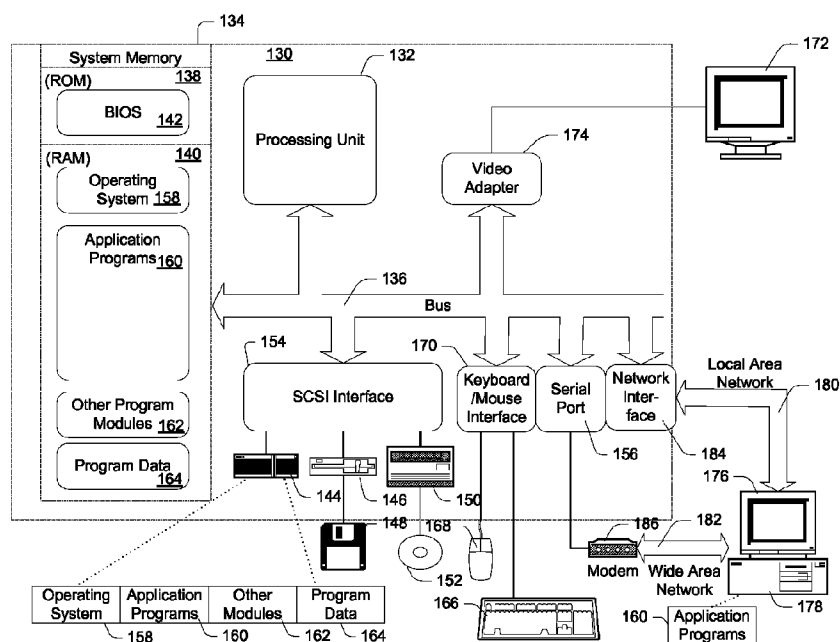 134
System Memory
(ROM) 138
BIOS
142
(RAM) 140
Operating
System 158
Application
Programs 160
Other Program
Modules 162
Program Data
164
130
132
Processing Unit
174
Video
Adapter
172
136
Bus
154
SCSI Interface
170
Keyboard
/Mouse
Interface
Serial
Port
156
Network
Inter-
face
184
Local Area
Network
180
144
146
150
148
152
168
166
186
Modem
182
Wide Area
Network
176
178
160
Application
Programs
Operating
System
Application
Programs
Other
Modules
Program
Data
158
160
162
164